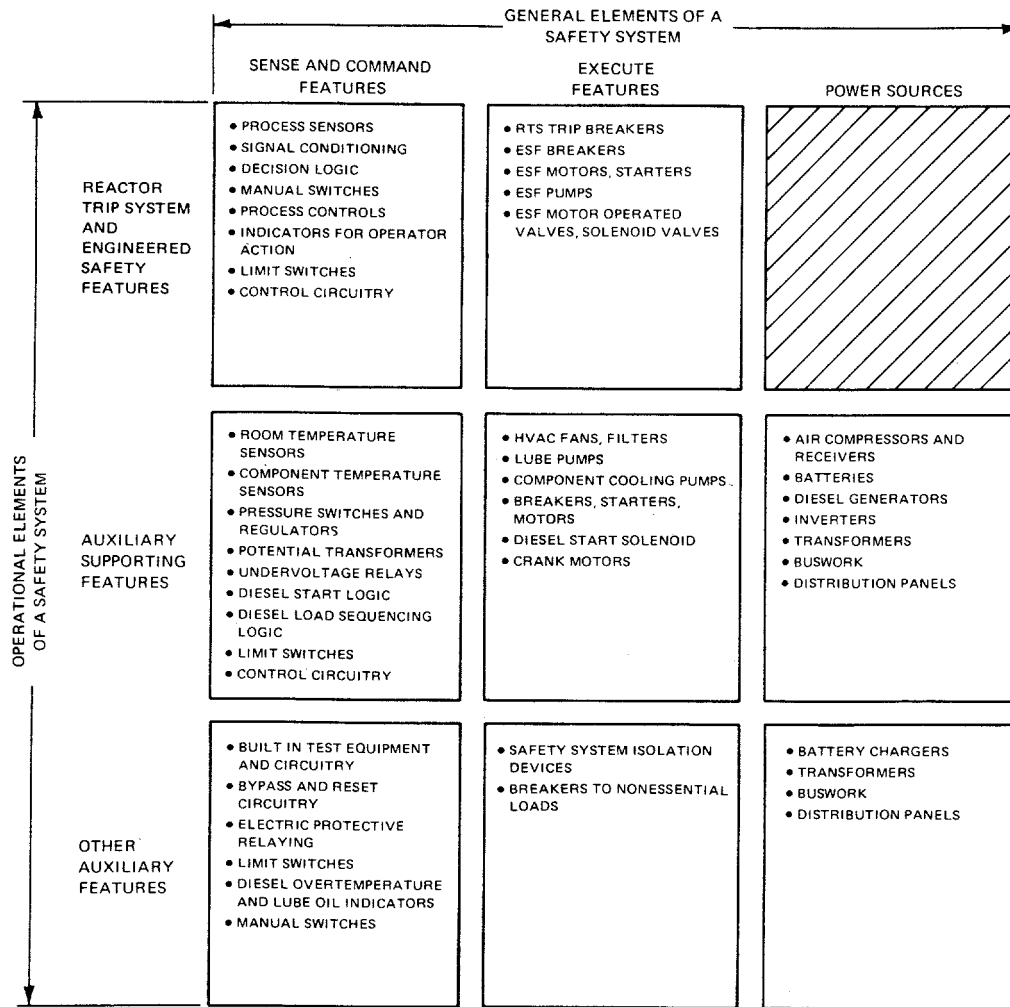 GENERAL ELEMENTS OF A
SAFETY SYSTEM
SENSE AND COMMAND
FEATURES
EXECUTE
FEATURES
POWER SOURCES
OPERATIONAL ELEMENTS
OF A SAFETY SYSTEM
REACTOR
TRIP SYSTEM
AND
ENGINEERED
SAFETY
FEATURES
• PROCESS SENSORS
• SIGNAL CONDITIONING
• DECISION LOGIC
• MANUAL SWITCHES
• PROCESS CONTROLS
• INDICATORS FOR OPERATOR
ACTION
• LIMIT SWITCHES
• CONTROL CIRCUITRY
• RTS TRIP BREAKERS
• ESF BREAKERS
• ESF MOTORS, STARTERS
• ESF PUMPS
• ESF MOTOR OPERATED
VALVES, SOLENOID VALVES
AUXILIARY
SUPPORTING
FEATURES
• ROOM TEMPERATURE
SENSORS
• COMPONENT TEMPERATURE
SENSORS
• PRESSURE SWITCHES AND
REGULATORS
• POTENTIAL TRANSFORMERS
• UNDERVOLTAGE RELAYS
• DIESEL START LOGIC
• DIESEL LOAD SEQUENCING
LOGIC
• LIMIT SWITCHES
• CONTROL CIRCUITRY
• HVAC FANS, FILTERS
• LUBE PUMPS
• COMPONENT COOLING PUMPS
• BREAKERS, STARTERS,
MOTORS
• DIESEL START SOLENOID
• CRANK MOTORS
• AIR COMPRESSORS AND
RECEIVERS
• BATTERIES
• DIESEL GENERATORS
• INVERTERS
• TRANSFORMERS
• BUSWORK
• DISTRIBUTION PANELS
OTHER
AUXILIARY
FEATURES
• BUILT IN TEST EQUIPMENT
AND CIRCUITRY
• BYPASS AND RESET
CIRCUITRY
• ELECTRIC PROTECTIVE
RELAYING
• LIMIT SWITCHES
• DIESEL OVERTEMPERATURE
AND LUBE OIL INDICATORS
• MANUAL SWITCHES
• SAFETY SYSTEM ISOLATION
DEVICES
• BREAKERS TO NONESSENTIAL
LOADS
• BATTERY CHARGERS
• TRANSFORMERS
• BUSWORK
• DISTRIBUTION PANELS